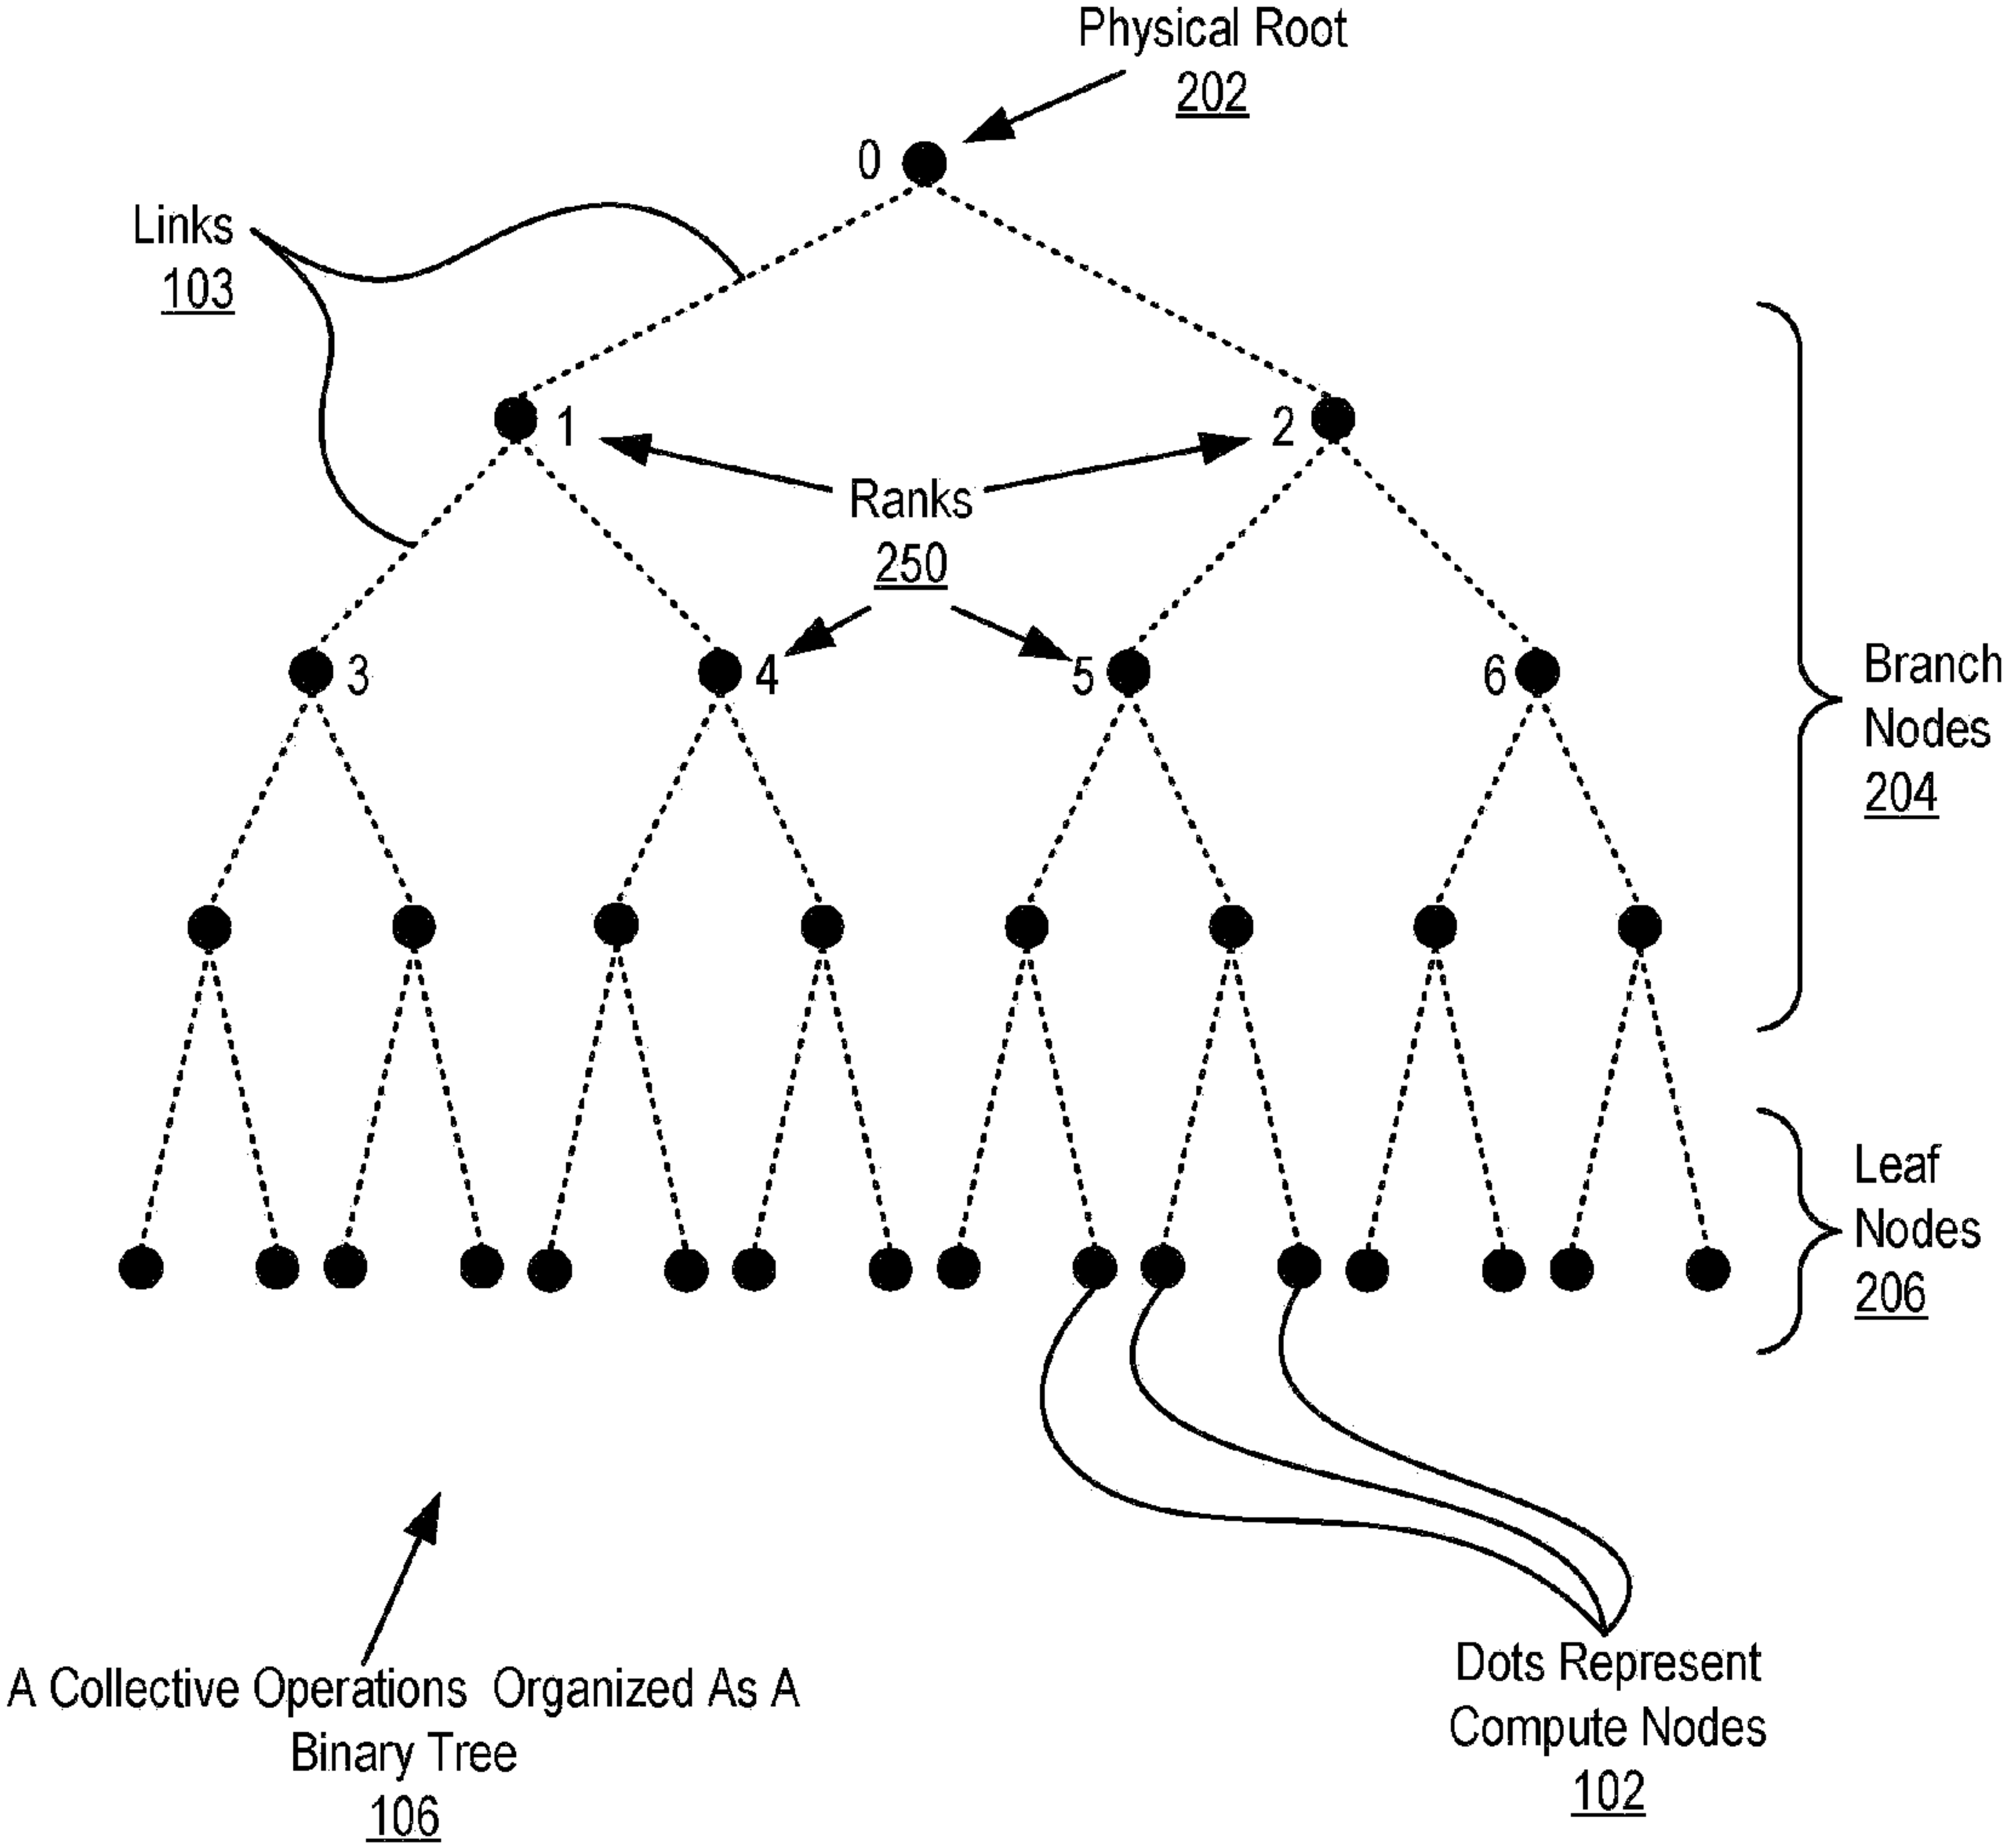 Physical Root
202
0
Links
103
1
2
Ranks
250
3
4
5
6
Branch
Nodes
204
Leaf
Nodes
206
A Collective Operations Organized As A
Binary Tree
106
Dots Represent
Compute Nodes
102